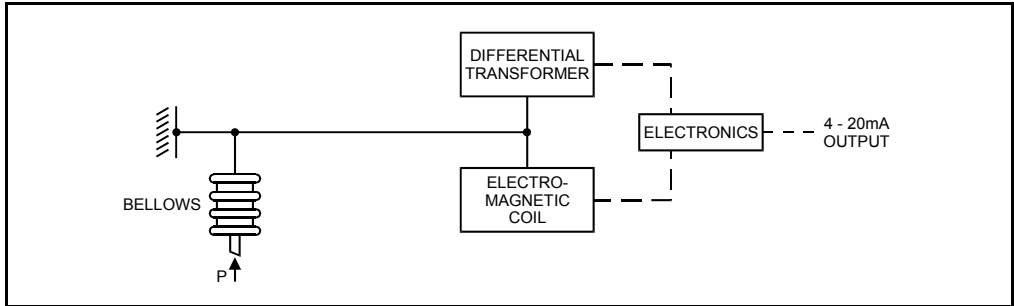 DIFFERENTIAL
TRANSFORMER
ELECTRONICS
4 - 20mA
OUTPUT
ELECTRO-
MAGNETIC
COIL
BELLOWS
P